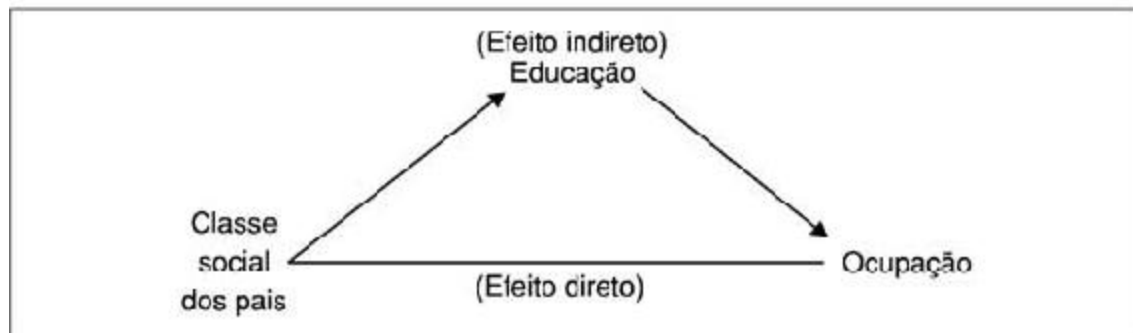 (Efeito indireto)
Educação
Classe
social
dos pais
(Efeito direto)
Ocupação